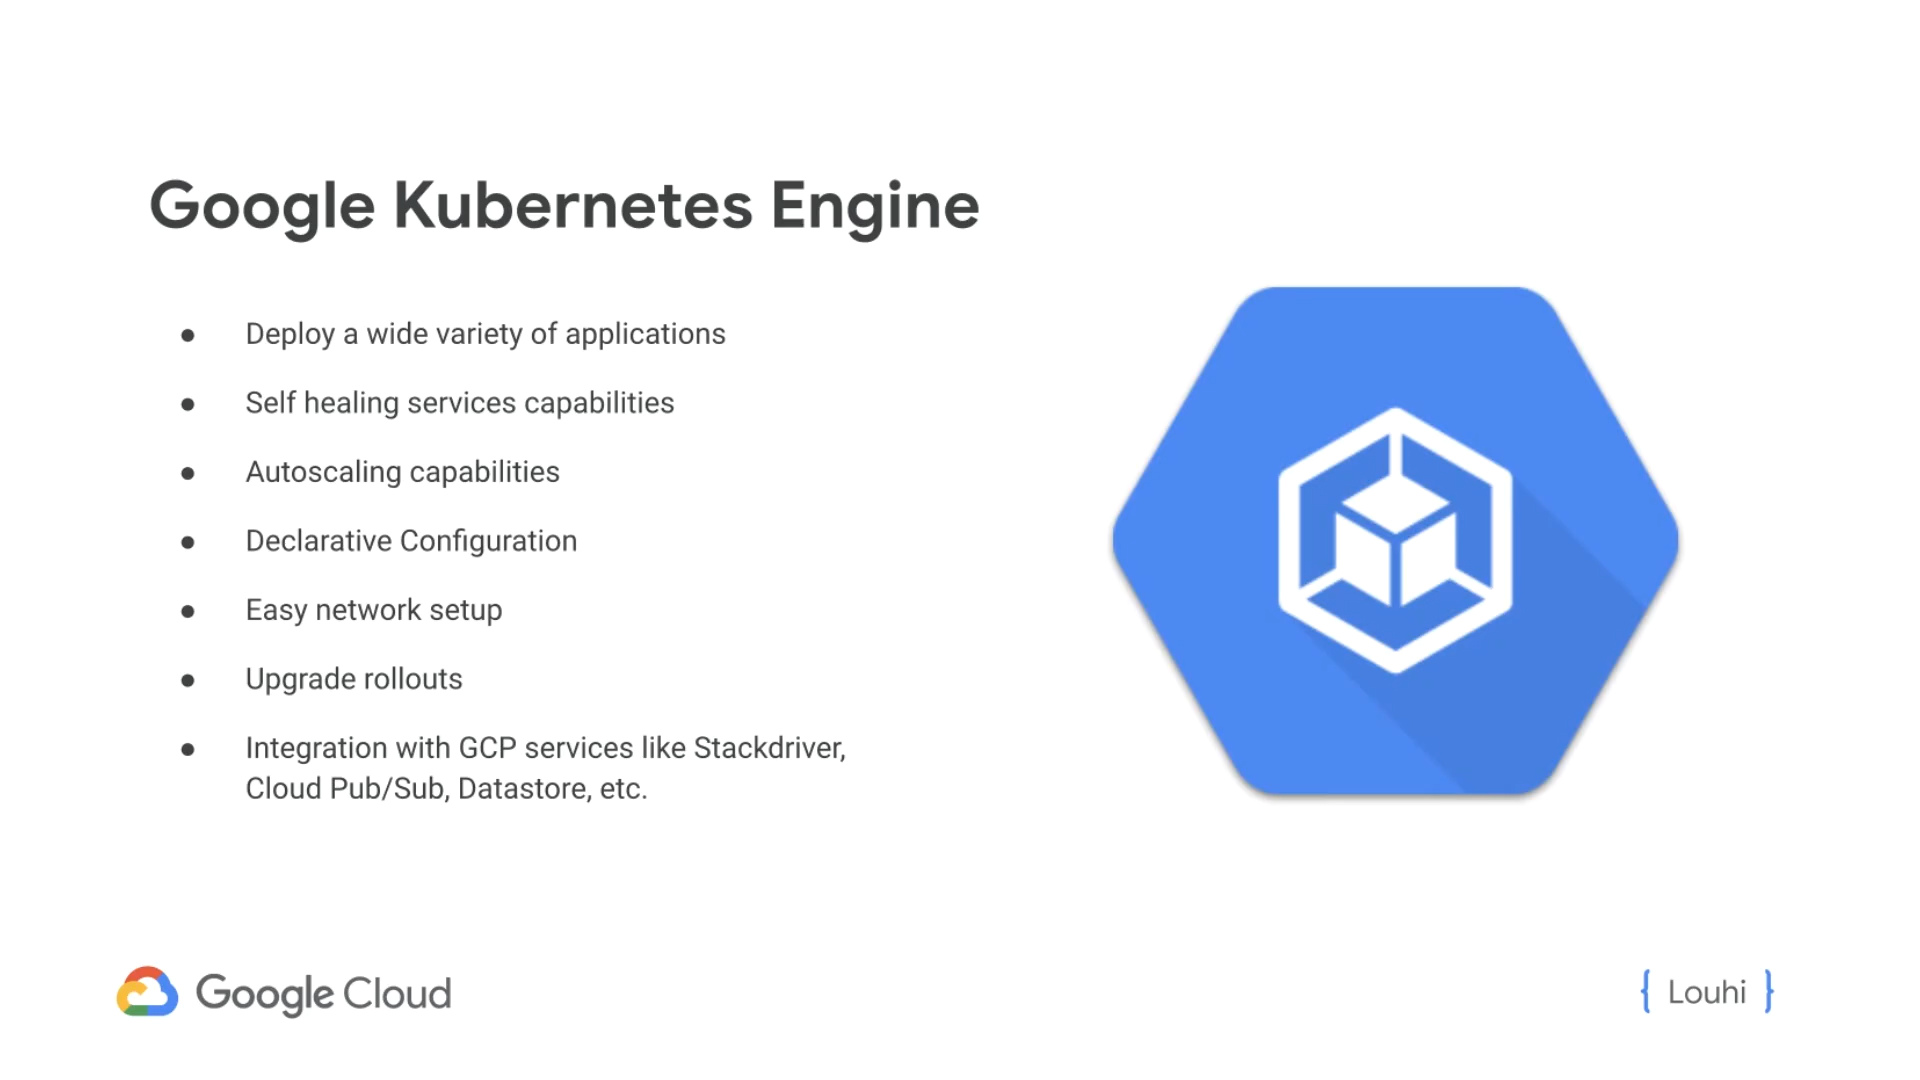 Google Kubernetes Engine
● Deploy a wide variety of applications
● Self healing services capabilities
● Autoscaling capabilities
● Declarative Configuration
● Easy network setup
● Upgrade rollouts
● Integration with GCP services like Stackdriver,
Cloud Pub/Sub, Datastore, etc.
Google Cloud
{ Louhi }